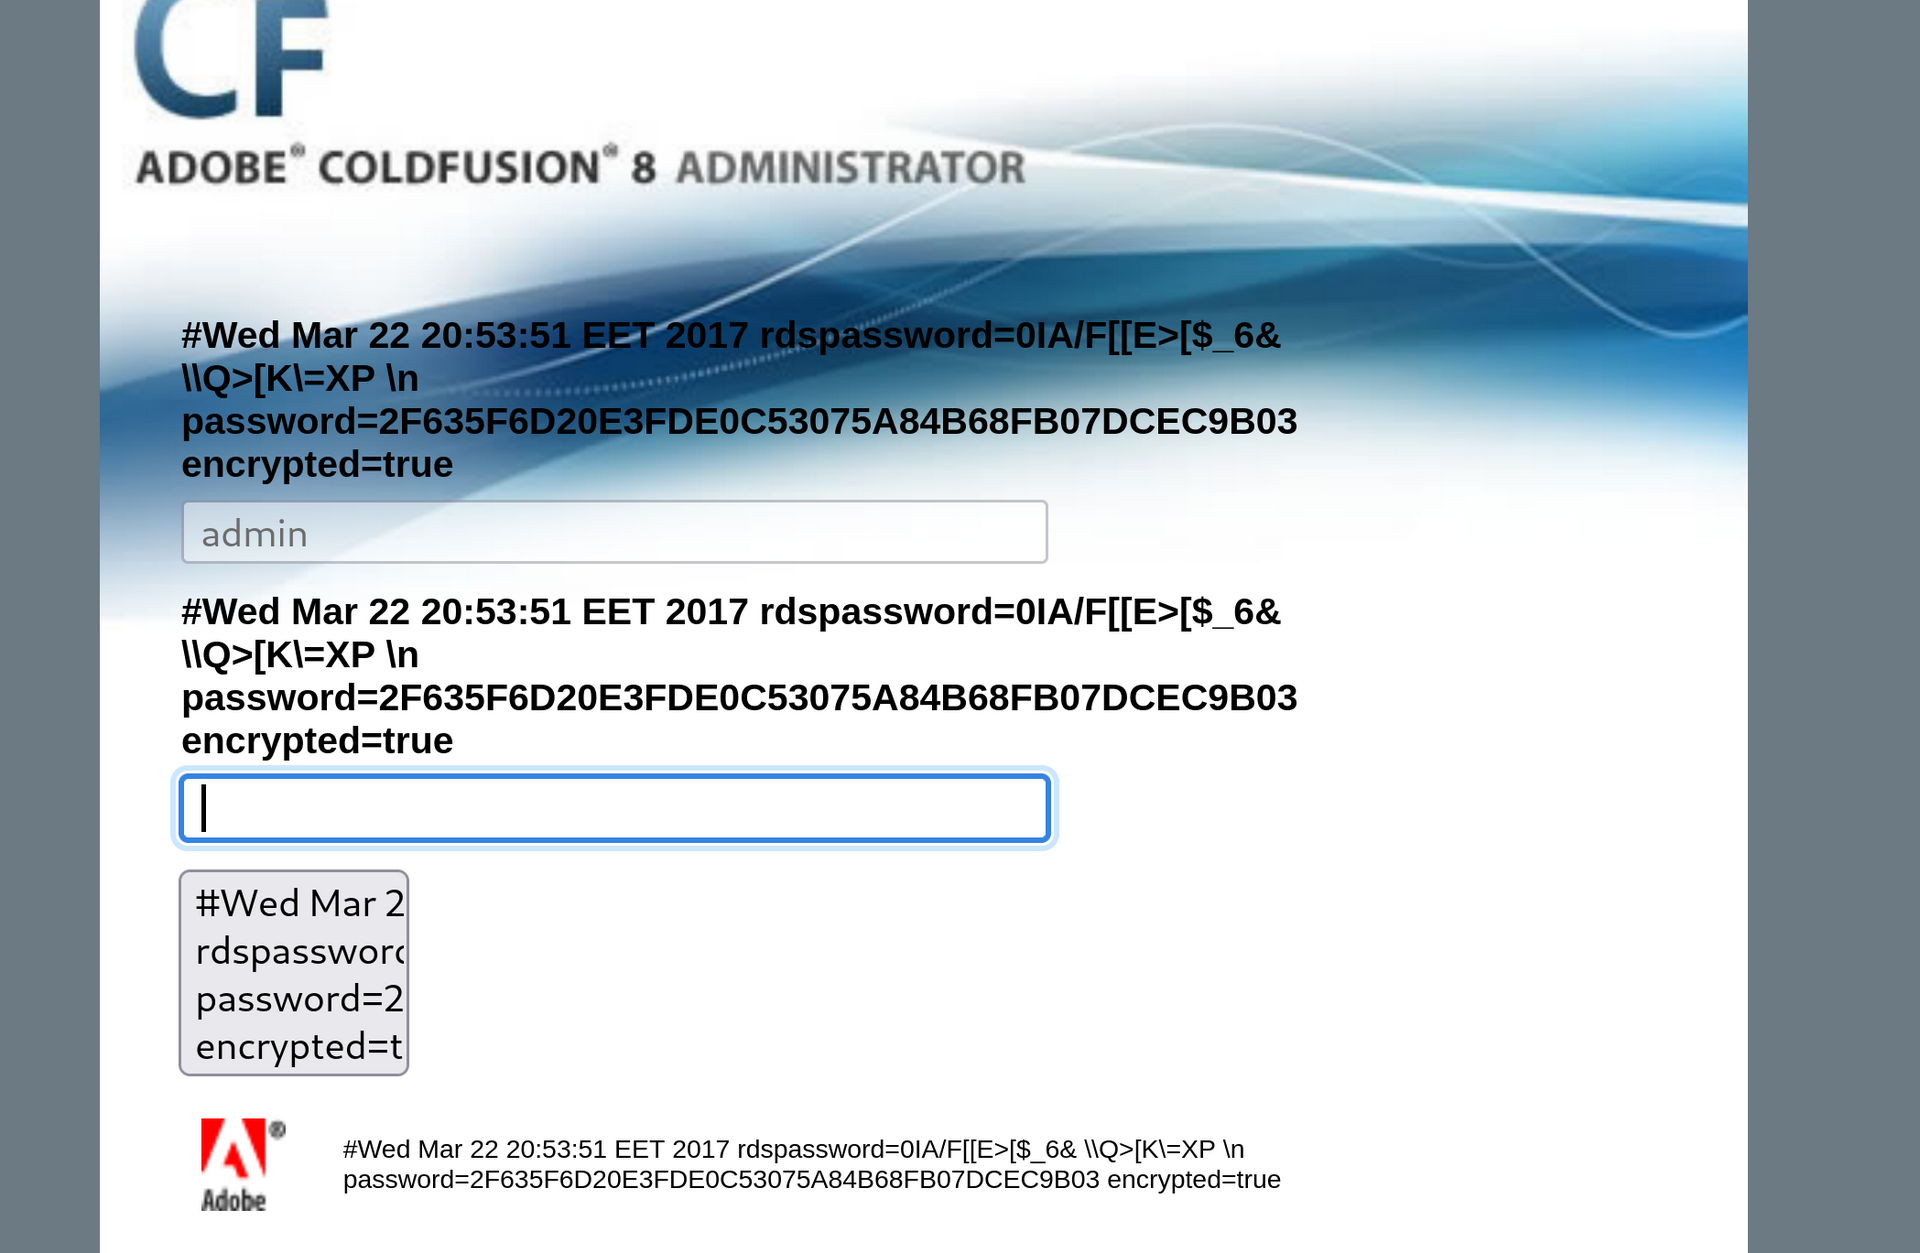 CF
ADOBE® COLDFUSION® 8 ADMINISTRATOR
#Wed Mar 22 20:53:51 EET 2017 rdspassword=0IA/F[[E>[$_6&
\\Q>[K\=XP \n
password=2F635F6D20E3FDE0C53075A84B68FB07DCEC9B03
encrypted=true
admin
#Wed Mar 22 20:53:51 EET 2017 rdspassword=0IA/F[[E>[$_6&
\\Q>[K\=XP \n
password=2F635F6D20E3FDE0C53075A84B68FB07DCEC9B03
encrypted=true
#Wed Mar 2
rdspassword
password=2
encrypted=t
Adobe®
#Wed Mar 22 20:53:51 EET 2017 rdspassword=0IA/F[[E>[$_6& \\Q>[K\=XP \n
password=2F635F6D20E3FDE0C53075A84B68FB07DCEC9B03 encrypted=true